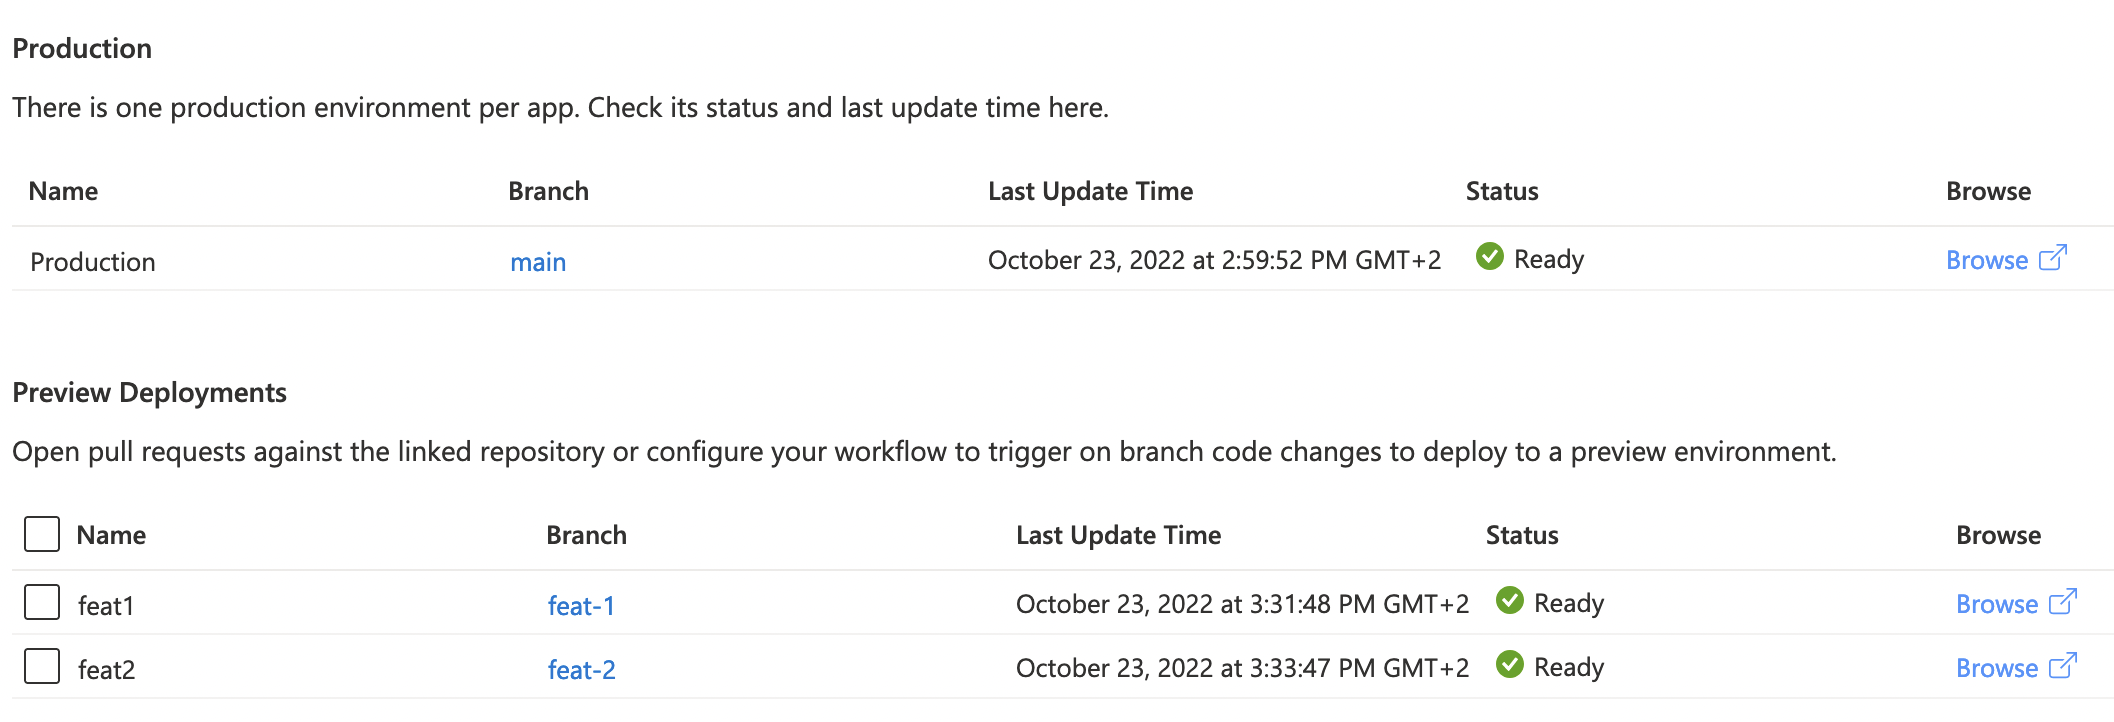 Production
There is one production environment per app. Check its status and last update time here.
Name Branch Last Update Time Status Browse
Production main October 23, 2022 at 2:59:52 PM GMT+2 Ready Browse
Preview Deployments
Open pull requests against the linked repository or configure your workflow to trigger on branch code changes to deploy to a preview environment.
Name Branch Last Update Time Status Browse
feat1 feat-1 October 23, 2022 at 3:31:48 PM GMT+2 Ready Browse
feat2 feat-2 October 23, 2022 at 3:33:47 PM GMT+2 Ready Browse